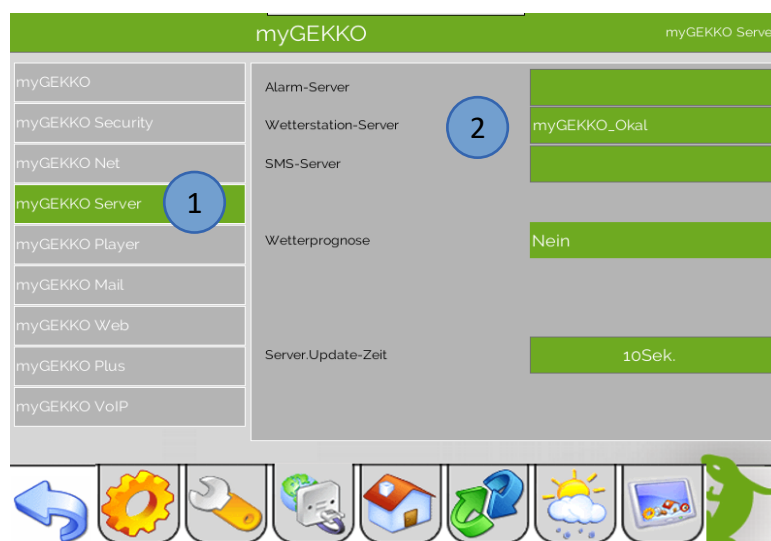 myGEKKO
myGEKKO Serve
myGEKKO
myGEKKO Security
myGEKKO Net
myGEKKO Server
1
myGEKKO Player
myGEKKO Mail
myGEKKO Web
myGEKKO Plus
myGEKKO VoIP
Alarm-Server
Wetterstation-Server
2
myGEKKO_Okal
SMS-Server
Wetterprognose
Nein
Server.Update-Zeit
10Sek.